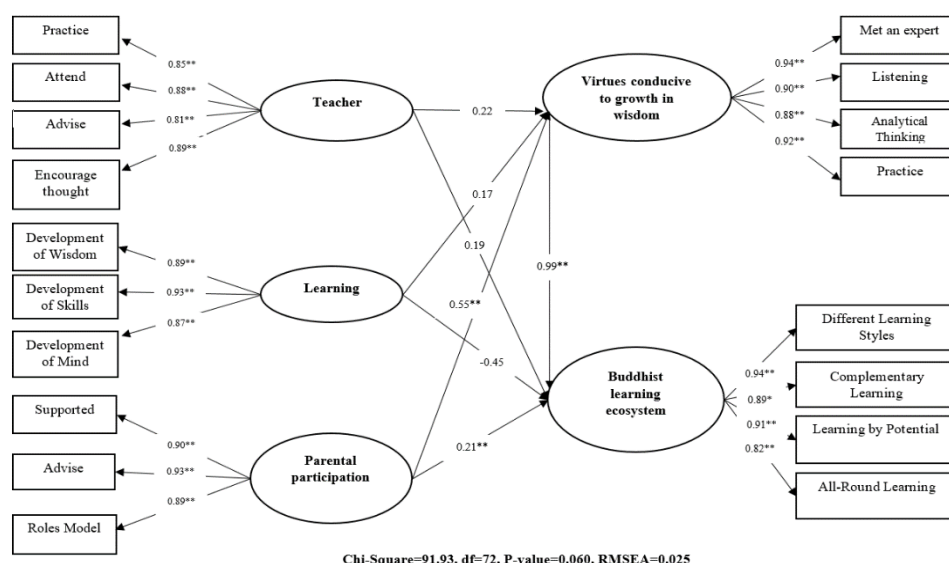 Practice
Attend
Advise
Encourage
thought
0.85**
0.88**
0.81**
0.89**
Teacher
Development
of Wisdom
Development
of Skills
Development
of Mind
0.89**
0.93**
0.87**
Learning
Supported
Advise
Roles Model
0.90**
0.93**
0.89**
Parental
participation
0.22
0.17
0.19
0.55**
0.99**
-0.45
0.21**
Virtues conducive
to growth in
wisdom
0.94**
0.90**
0.88**
0.92**
Met an expert
Listening
Analytical
Thinking
Practice
Buddhist
learning
ecosystem
0.94**
0.89*
0.91**
0.82**
Different Learning
Styles
Complementary
Learning
Learning by Potential
All-Round Learning
Chi-Square=91.93, df=72, P-value=0.060, RMSEA=0.025